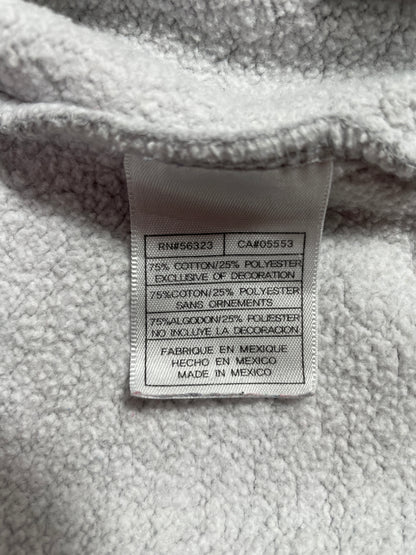 RN#56323 CA#05553
75% COTTON/25% POLYESTER
EXCLUSIVE OF DECORATION
75%COTON/25% POLYESTER
SANS ORNEMENTS
75%ALGODON/25% POLIESTER
NO INCLUYE LA DECORACION
FABRIQUE EN MEXIQUE
HECHO EN MEXICO
MADE IN MEXICO